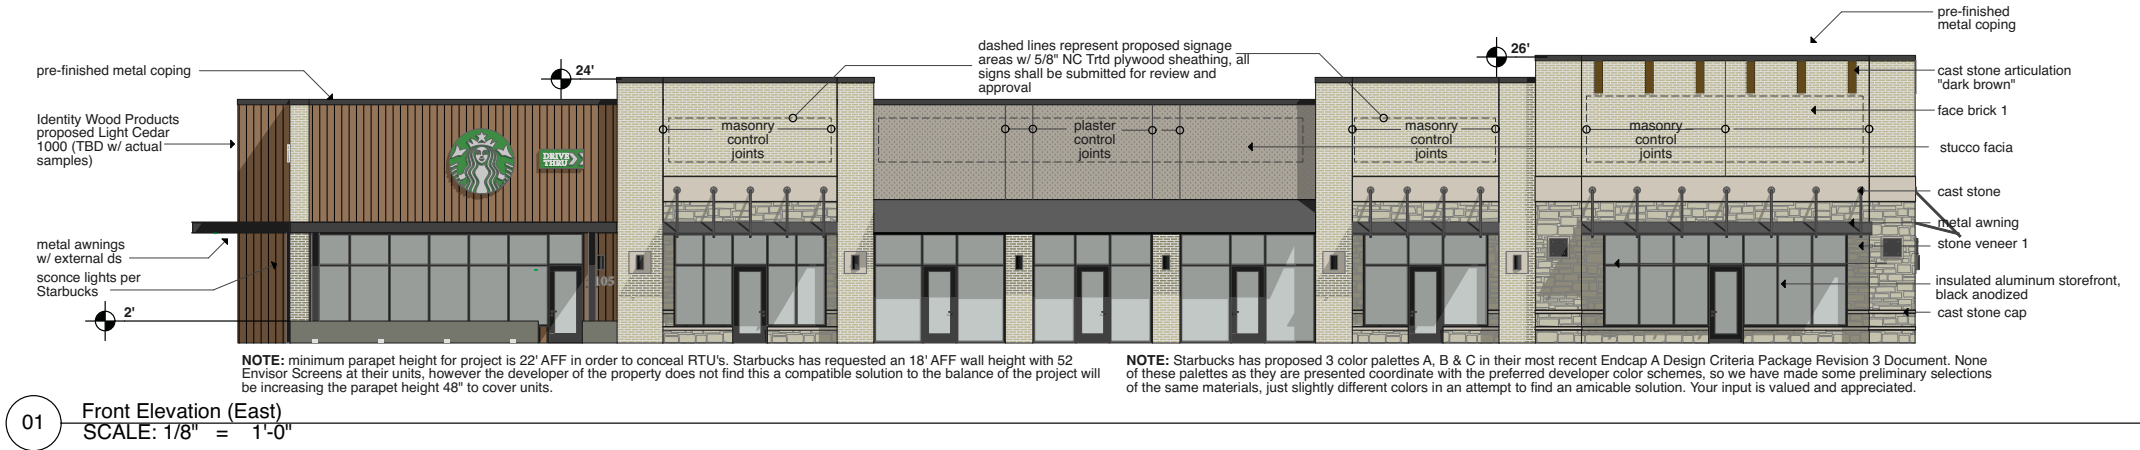 pre-finished
metal coping
dashed lines represent proposed signage
areas w/ 5/8" NC Trtd plywood sheathing, all
signs shall be submitted for review and
approval
26'
24'
pre-finished metal coping
cast stone articulation
"dark brown"
face brick 1
Identity Wood Products
proposed Light Cedar
1000 (TBD w/ actual
samples)
DRIVE
THRU
masonry
control
joints
plaster
control
joints
masonry
control
joints
masonry
control
joints
stucco facia
cast stone
metal awning
stone veneer 1
metal awnings
w/ external ds
sconce lights per
Starbucks
105
insulated aluminum storefront,
black anodized
cast stone cap
2'
NOTE: minimum parapet height for project is 22' AFF in order to conceal RTU's. Starbucks has requested an 18' AFF wall height with 52
Envisor Screens at their units, however the developer of the property does not find this a compatible solution to the balance of the project will
be increasing the parapet height 48" to cover units.
NOTE: Starbucks has proposed 3 color palettes A, B & C in their most recent Endcap A Design Criteria Package Revision 3 Document. None
of these palettes as they are presented coordinate with the preferred developer color schemes, so we have made some preliminary selections
of the same materials, just slightly different colors in an attempt to find an amicable solution. Your input is valued and appreciated.
01
Front Elevation (East)
SCALE: 1/8" = 1'-0"